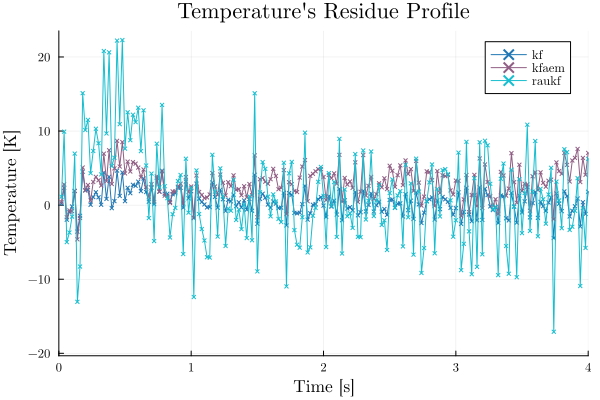 Temperature's Residue Profile
kf
kfaem
raukf
Temperature [K]
20
10
0
−10
−20
0
1
2
3
4
Time [s]